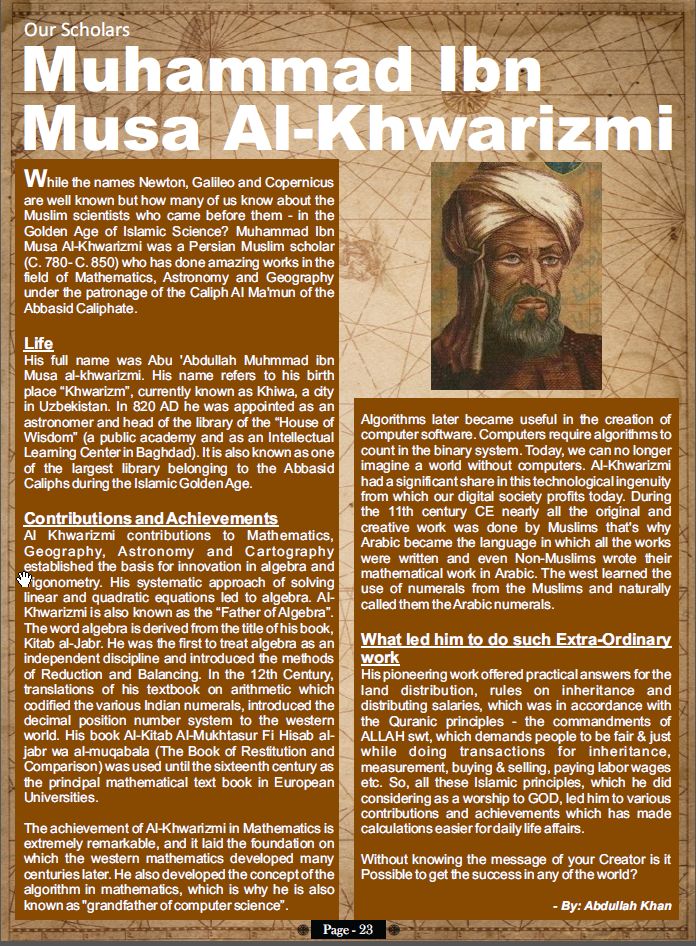 Our Scholars
Muhammad Ibn
Musa Al-Khwarizmi
While the names Newton, Galileo and Copernicus
are well known but how many of us know about the
Muslim scientists who came before them - in the
Golden Age of Islamic Science? Muhammad Ibn
Musa Al-Khwarizmi was a Persian Muslim scholar
(C. 780- C. 850) who has done amazing works in the
field of Mathematics, Astronomy and Geography
under the patronage of the Caliph Al Ma'mun of the
Abbasid Caliphate.
Life
His full name was Abu 'Abdullah Muhmmad ibn
Musa al-khwarizmi. His name refers to his birth
place “Khwarizm”, currently known as Khiwa, a city
in Uzbekistan. In 820 AD he was appointed as an
astronomer and head of the library of the “House of
Wisdom” (a public academy and as an Intellectual
Learning Center in Baghdad). It is also known as one
of the largest library belonging to the Abbasid
Caliphs during the Islamic Golden Age.
Contributions and Achievements
Al Khwarizmi contributions to Mathematics,
Geography, Astronomy and Cartography
established the basis for innovation in algebra and
trigonometry. His systematic approach of solving
linear and quadratic equations led to algebra. Al-
Khwarizmi is also known as the “Father of Algebra”.
The word algebra is derived from the title of his book,
Kitab al-Jabr. He was the first to treat algebra as an
independent discipline and introduced the methods
of Reduction and Balancing. In the 12th Century,
translations of his textbook on arithmetic which
codified the various Indian numerals, introduced the
decimal position number system to the western
world. His book Al-Kitab Al-Mukhtasur Fi Hisab al-
jabr wa al-muqabala (The Book of Restitution and
Comparison) was used until the sixteenth century as
the principal mathematical text book in European
Universities.
The achievement of Al-Khwarizmi in Mathematics is
extremely remarkable, and it laid the foundation on
which the western mathematics developed many
centuries later. He also developed the concept of the
algorithm in mathematics, which is why he is also
known as "grandfather of computer science".
Algorithms later became useful in the creation of
computer software. Computers require algorithms to
count in the binary system. Today, we can no longer
imagine a world without computers. Al-Khwarizmi
had a significant share in this technological ingenuity
from which our digital society profits today. During
the 11th century CE nearly all the original and
creative work was done by Muslims that's why
Arabic became the language in which all the works
were written and even Non-Muslims wrote their
mathematical work in Arabic. The west learned the
use of numerals from the Muslims and naturally
called them the Arabic numerals.
What led him to do such Extra-Ordinary
work
His pioneering work offered practical answers for the
land distribution, rules on inheritance and
distributing salaries, which was in accordance with
the Quranic principles - the commandments of
ALLAH swt, which demands people to be fair & just
while doing transactions for inheritance,
measurement, buying & selling, paying labor wages
etc. So, all these Islamic principles, which he did
considering as a worship to GOD, led him to various
contributions and achievements which has made
calculations easier for daily life affairs.
Without knowing the message of your Creator is it
Possible to get the success in any of the world?
- By: Abdullah Khan
Page - 23